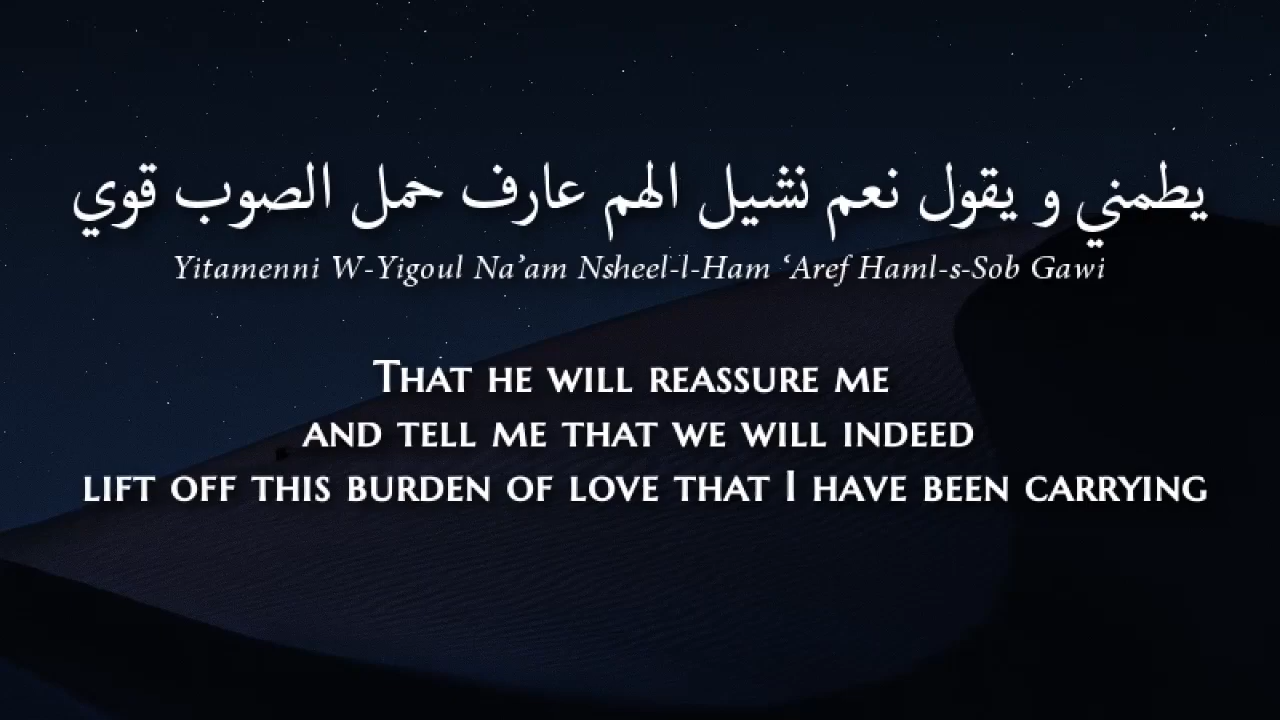 يطمني و يقول نعم نشيل الهم عارف حمل الصوب قوي
Yitamenni W-Yigoul Na’am Nsheel-l-Ham ‘Aref Haml-s-Sob Gawi
That he will reassure me
and tell me that we will indeed
lift off this burden of love that I have been carrying